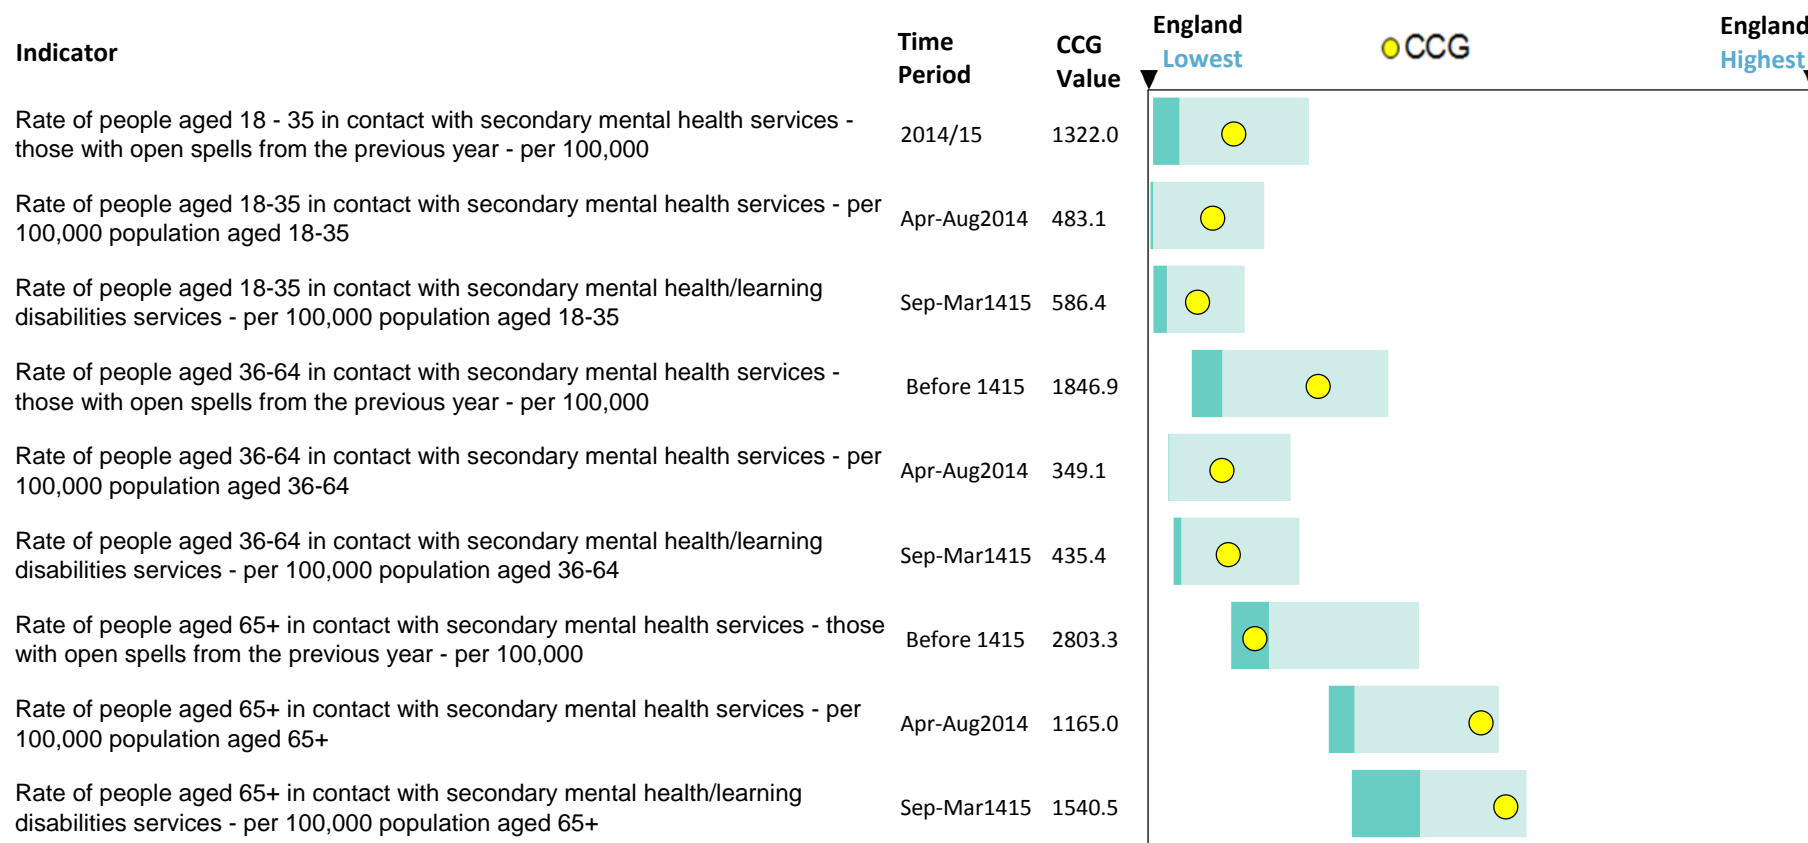 Indicator
Time
Period
CCG
Value
England
Lowest
CCG
England
Highest
Rate of people aged 18 - 35 in contact with secondary mental health services -
those with open spells from the previous year - per 100,000
2014/15
1322.0
Rate of people aged 18-35 in contact with secondary mental health services - per
100,000 population aged 18-35
Apr-Aug2014
483.1
Rate of people aged 18-35 in contact with secondary mental health/learning
disabilities services - per 100,000 population aged 18-35
Sep-Mar1415
586.4
Rate of people aged 36-64 in contact with secondary mental health services -
those with open spells from the previous year - per 100,000
Before 1415
1846.9
Rate of people aged 36-64 in contact with secondary mental health services - per
100,000 population aged 36-64
Apr-Aug2014
349.1
Rate of people aged 36-64 in contact with secondary mental health/learning
disabilities services - per 100,000 population aged 36-64
Sep-Mar1415
435.4
Rate of people aged 65+ in contact with secondary mental health services - those
with open spells from the previous year - per 100,000
Before 1415
2803.3
Rate of people aged 65+ in contact with secondary mental health services - per
100,000 population aged 65+
Apr-Aug2014
1165.0
Rate of people aged 65+ in contact with secondary mental health/learning
disabilities services - per 100,000 population aged 65+
Sep-Mar1415
1540.5